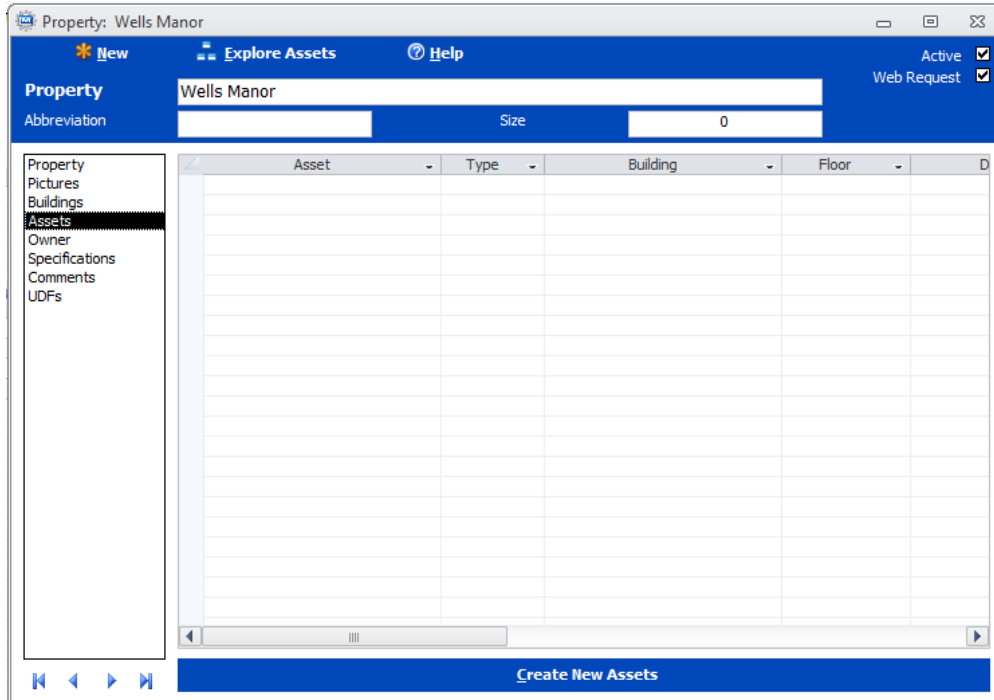 Property: Wells Manor
New Explore Assets Help Active
Web Request
Property Wells Manor
Abbreviation Size 0
Property
Pictures
Buildings
Assets
Owner
Specifications
Comments
UDFs
Asset Type Building Floor D
Create New Assets